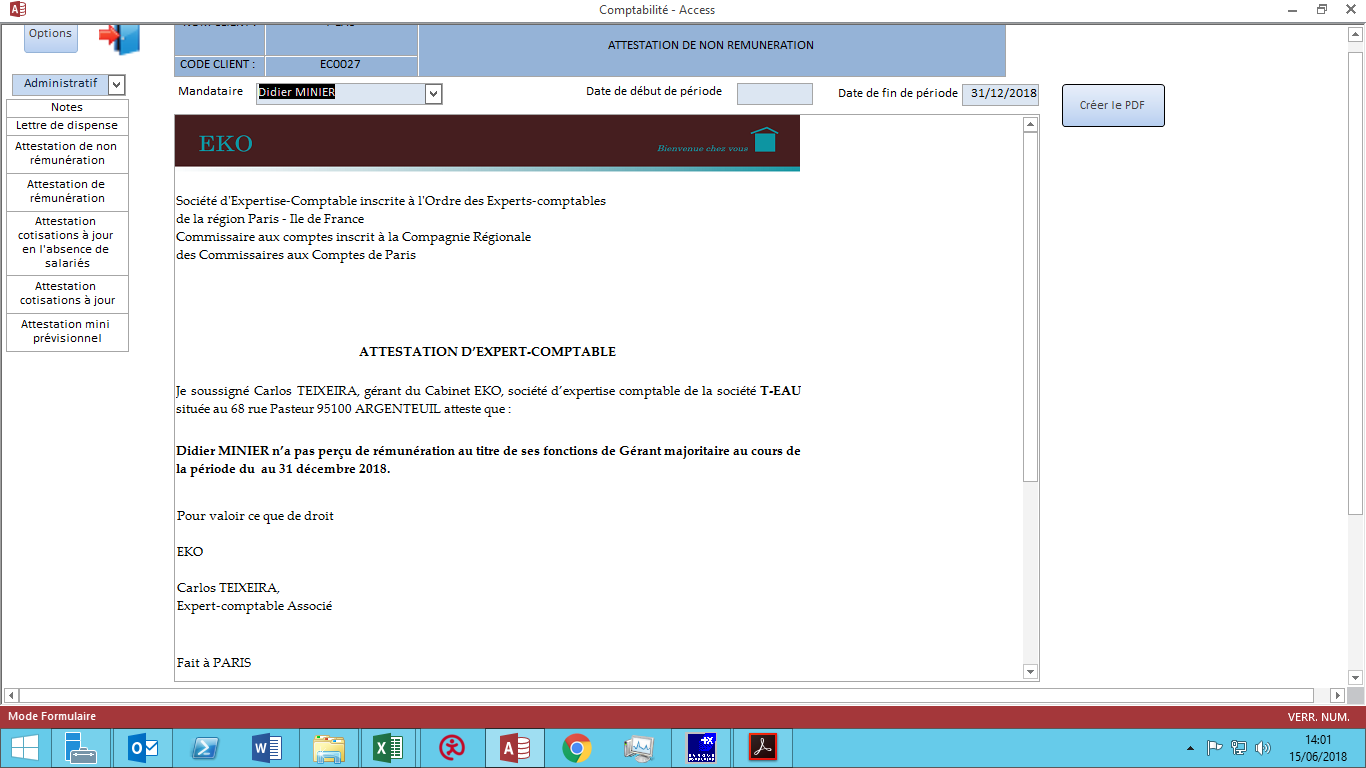 Comptabilité - Access
Options
ATTESTATION DE NON REMUNERATION
CODE CLIENT :
EC0027
Administratif
Mandataire
Didier MINIER
Date de début de période
Date de fin de période
31/12/2018
Créer le PDF
Notes
Lettre de dispense
Attestation de non
rémunération
Attestation de
rémunération
Attestation
cotisations à jour
en l'absence de
salariés
Attestation
cotisations à jour
Attestation mini
prévisionnel
EKO
Bienvenue chez vous
Société d'Expertise-Comptable inscrite à l'Ordre des Experts-comptables
de la région Paris - Ile de France
Commissaire aux comptes inscrit à la Compagnie Régionale
des Commissaires aux Comptes de Paris
ATTESTATION D’EXPERT-COMPTABLE
Je soussigné Carlos TEIXEIRA, gérant du Cabinet EKO, société d’expertise comptable de la société T-EAU
située au 68 rue Pasteur 95100 ARGENTEUIL atteste que :
Didier MINIER n’a pas perçu de rémunération au titre de ses fonctions de Gérant majoritaire au cours de
la période du  au 31 décembre 2018.
Pour valoir ce que de droit
EKO
Carlos TEIXEIRA,
Expert-comptable Associé
Fait à PARIS
Mode Formulaire
VERR. NUM.
14:01
15/06/2018